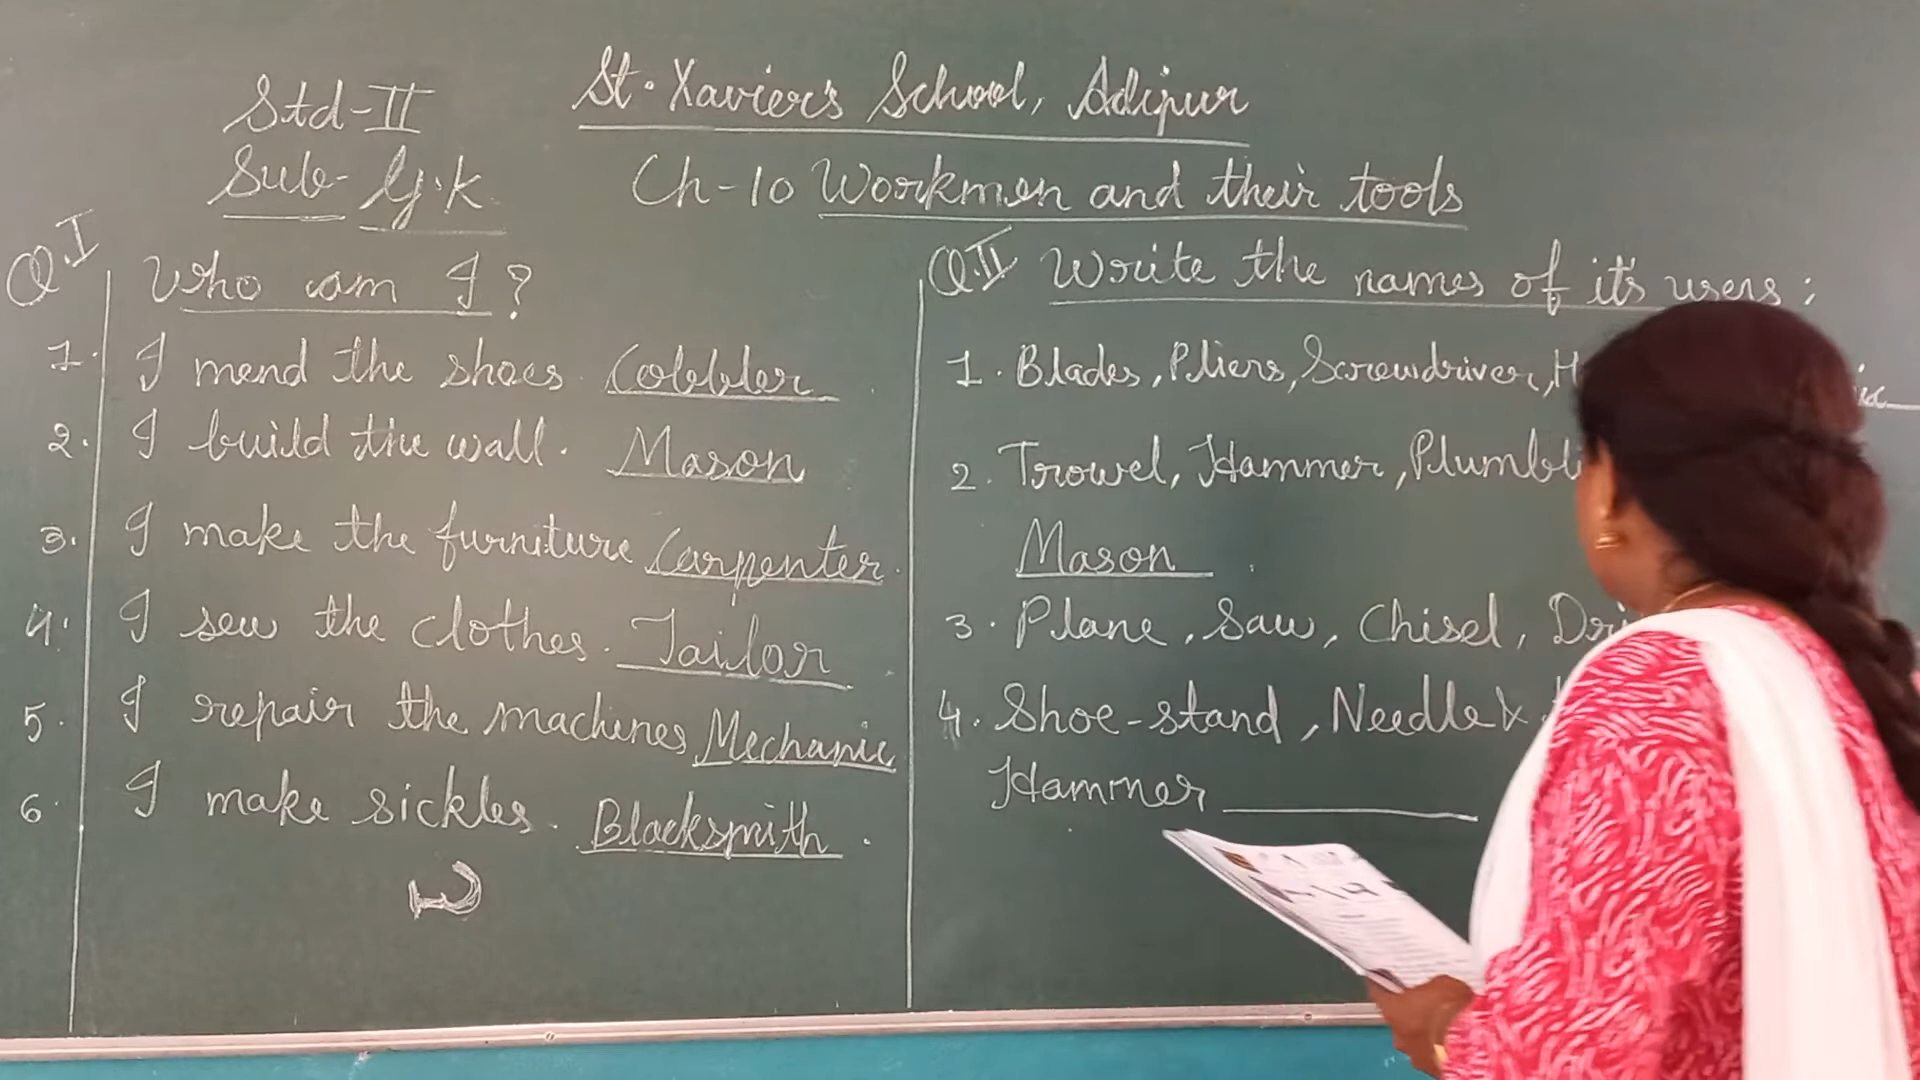 St. Xavier's School, Adipur
Std-II
Sub- G.K
Ch-10 Workmen and their tools
Q.I Who am I?
1. I mend the shoes. Cobbler
2. I build the wall. Mason
3. I make the furniture Carpenter.
4. I sew the clothes. Tailor
5. I repair the machines Mechanic
6. I make sickles. Blacksmith.
Q.II Write the names of it's users:
1. Blades, Pliers, Screwdriver,
2. Trowel, Hammer,
Mason
3. Plane, Saw, Chisel,
4. Shoe-stand, Needle &
Hammer